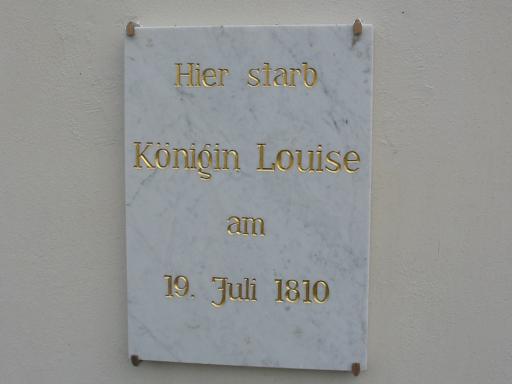 Hier starb
Königin Louise
am
19. Juli 1810